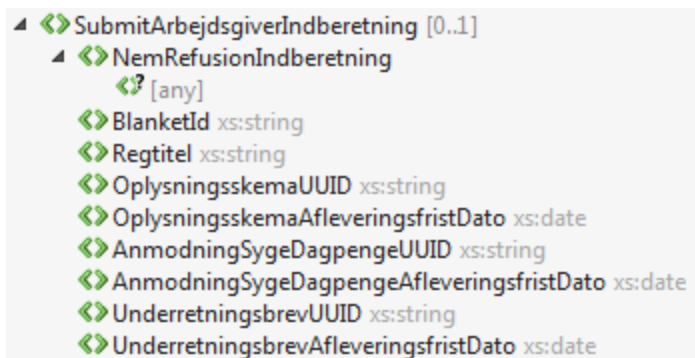 SubmitArbejdsgiverIndberetning [0..1]
NemRefusionIndberetning
[any]
BlanketId xs:string
Regtitel xs:string
OplysningsskemaUUID xs:string
OplysningsskemaAfleveringsfristDato xs:date
AnmodningSygeDagpengeUUID xs:string
AnmodningSygeDagpengeAfleveringsfristDato xs:date
UnderretningsbrevUUID xs:string
UnderretningsbrevAfleveringsfristDato xs:date